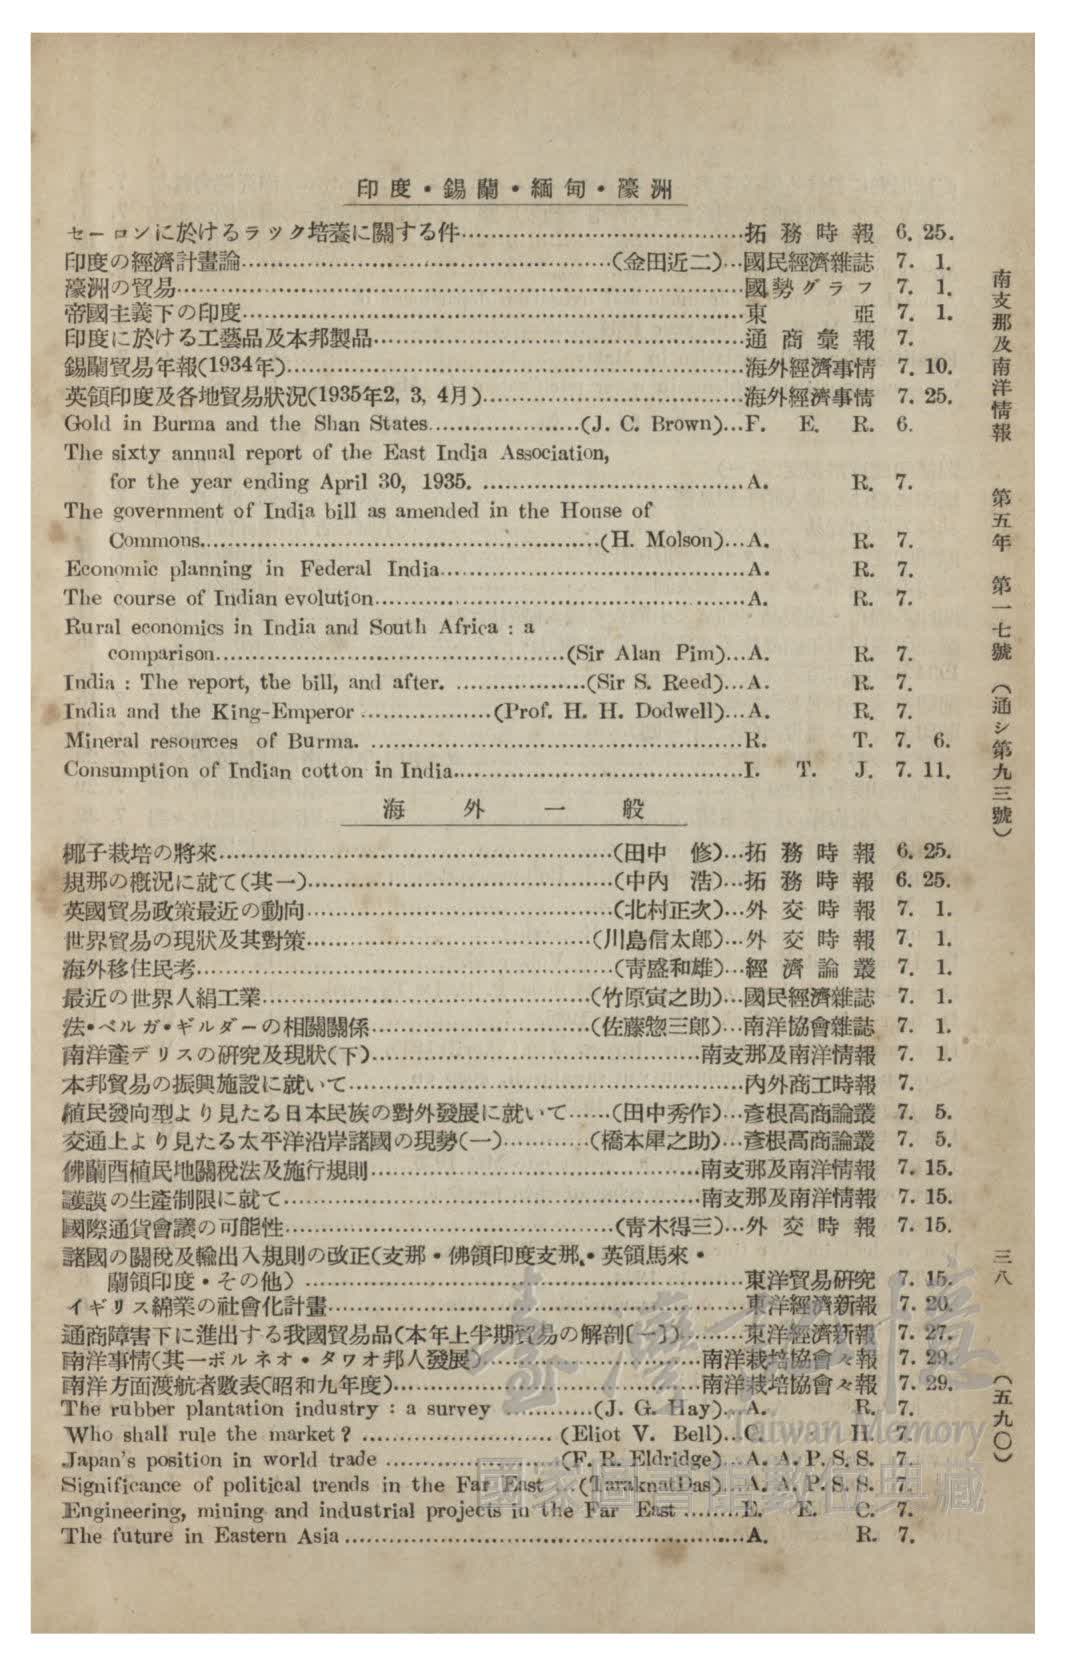 印度・錫蘭・緬甸・濠洲
セーロンに於けるラック培養に關する件……拓務時報 6. 25.
印度の經濟計畫論……(金田近二)…國民經濟雜誌 7. 1.
濠洲の貿易……國勢グラフ 7. 1.
帝國主義下の印度……東亞 7. 1.
印度に於ける工藝品及本邦製品……通商彙報 7.
錫蘭貿易年報(1934年)……海外經濟事情 7. 10.
英領印度及各地貿易狀況(1935年2, 3, 4月)……海外經濟事情 7. 25.
Gold in Burma and the Shan States……(J. C. Brown)…F. E. R. 6.
The sixty annual report of the East India Association,
for the year ending April 30, 1935. ……A. R. 7.
The government of India bill as amended in the House of
Commons……(H. Molson)…A. R. 7.
Economic planning in Federal India……A. R. 7.
The course of Indian evolution……A. R. 7.
Rural economics in India and South Africa : a
comparison……(Sir Alan Pim)…A. R. 7.
India : The report, the bill, and after. ……(Sir S. Reed)…A. R. 7.
India and the King-Emperor ……(Prof. H. H. Dodwell)…A. R. 7.
Mineral resources of Burma. ……R. T. 7. 6.
Consumption of Indian cotton in India……I. T. J. 7. 11.
海外一般
椰子栽培の將來……(田中 修)…拓務時報 6. 25.
規那の槪況に就て(其一)……(中內 浩)…拓務時報 6. 25.
英國貿易政策最近の動向……(北村正次)…外交時報 7. 1.
世界貿易の現狀及其對策……(川島信太郎)…外交時報 7. 1.
海外移住民考……(靑盛和雄)…經濟論叢 7. 1.
最近の世界人絹工業……(竹原寅之助)…國民經濟雜誌 7. 1.
法・ベルガ・ギルダーの相關關係……(佐藤惣三郎)…南洋協會雜誌 7. 1.
南洋產デリスの研究及現狀(下)……南支那及南洋情報 7. 1.
本邦貿易の振興施設に就いて……內外商工時報 7.
植民發向型より見たる日本民族の對外發展に就いて……(田中秀作)…彥根高商論叢 7. 5.
交通上より見たる太平洋沿岸諸國の現勢(一)……(橋本犀之助)…彥根高商論叢 7. 5.
佛蘭西植民地關稅法及施行規則……南支那及南洋情報 7. 15.
護謨の生產制限に就て……南支那及南洋情報 7. 15.
國際通貨會議の可能性……(靑木得三)…外交時報 7. 15.
諸國の關稅及輸出入規則の改正(支那・佛領印度支那・英領馬來・
蘭領印度・その他)……東洋貿易研究 7. 15.
イギリス綿業の社會化計畫……東洋經濟新報 7. 20.
通商障害下に進出する我國貿易品(本年上半期貿易の解剖〔一〕)……東洋經濟新報 7. 27.
南洋事情(其一ボルネオ・タワオ邦人發展)……南洋栽培協會々報 7. 29.
南洋方面渡航者數表(昭和九年度)……南洋栽培協會々報 7. 29.
The rubber plantation industry : a survey ……(J. G. Hay)…A. R. 7.
Who shall rule the market? ……(Eliot V. Bell)…C. H. 7.
Japan's position in world trade ……(F. R. Eldridge)…A. A. P. S. S. 7.
Significance of political trends in the Far East …(TaraknatDas)…A. A. P. S. S. 7.
Engineering, mining and industrial projects in the Far East ……E. E. C. 7.
The future in Eastern Asia……A. R. 7.
南支那及南洋情報 第五年 第一七號 (通シ第九三號)
三八
(五九〇)
臺灣記憶
Taiwan Memory
國家圖書館數位典藏